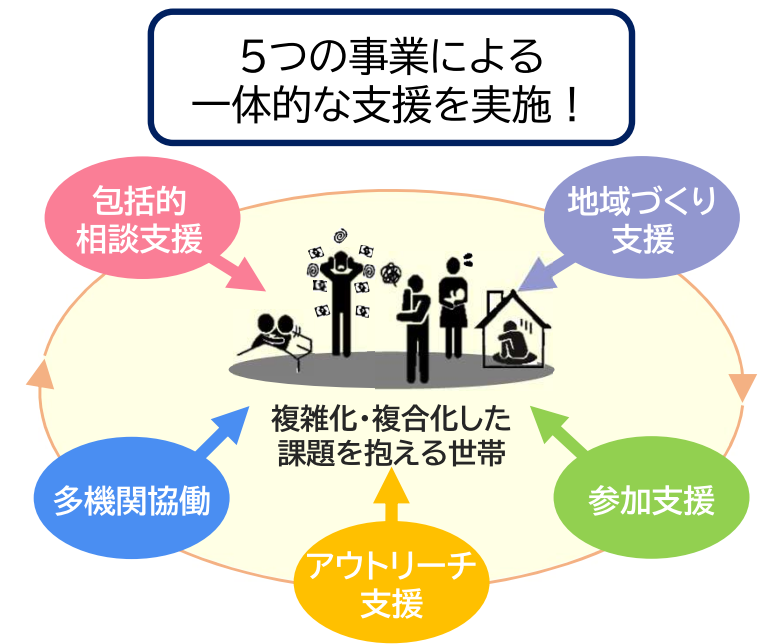 5つの事業による
一体的な支援を実施！
包括的
相談支援
地域づくり
支援
複雑化・複合化した
課題を抱える世帯
多機関協働
参加支援
アウトリーチ
支援